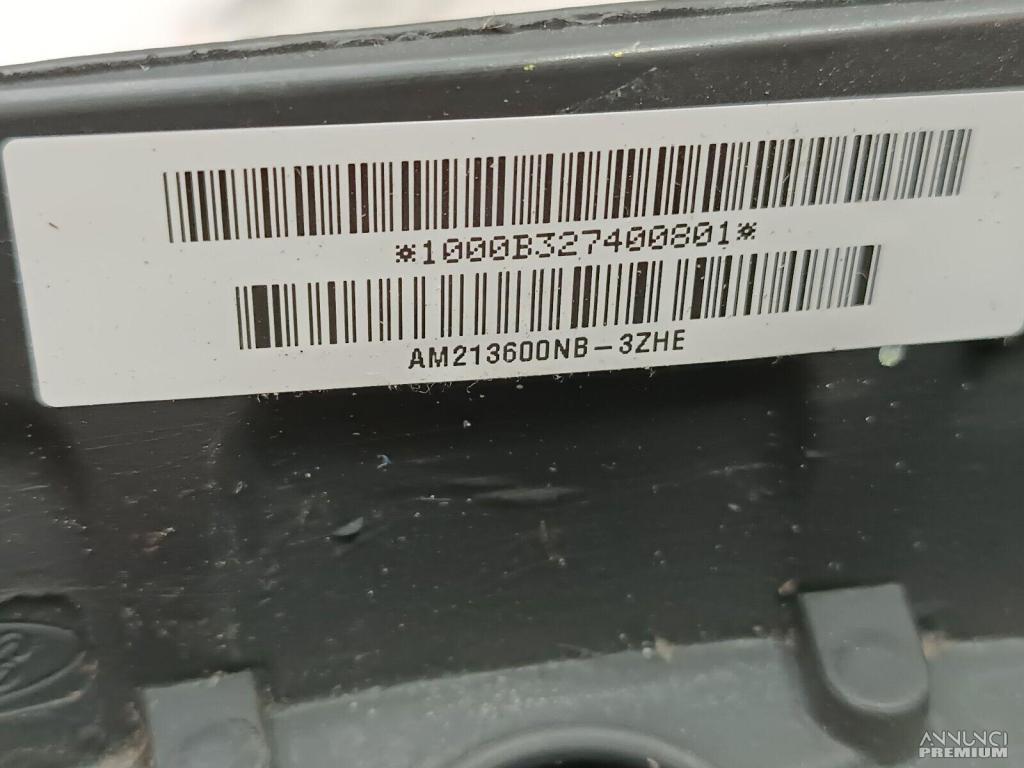 *1000B327400801*
AM213600NB-3ZHE
ANNUNCI
PREMIUM